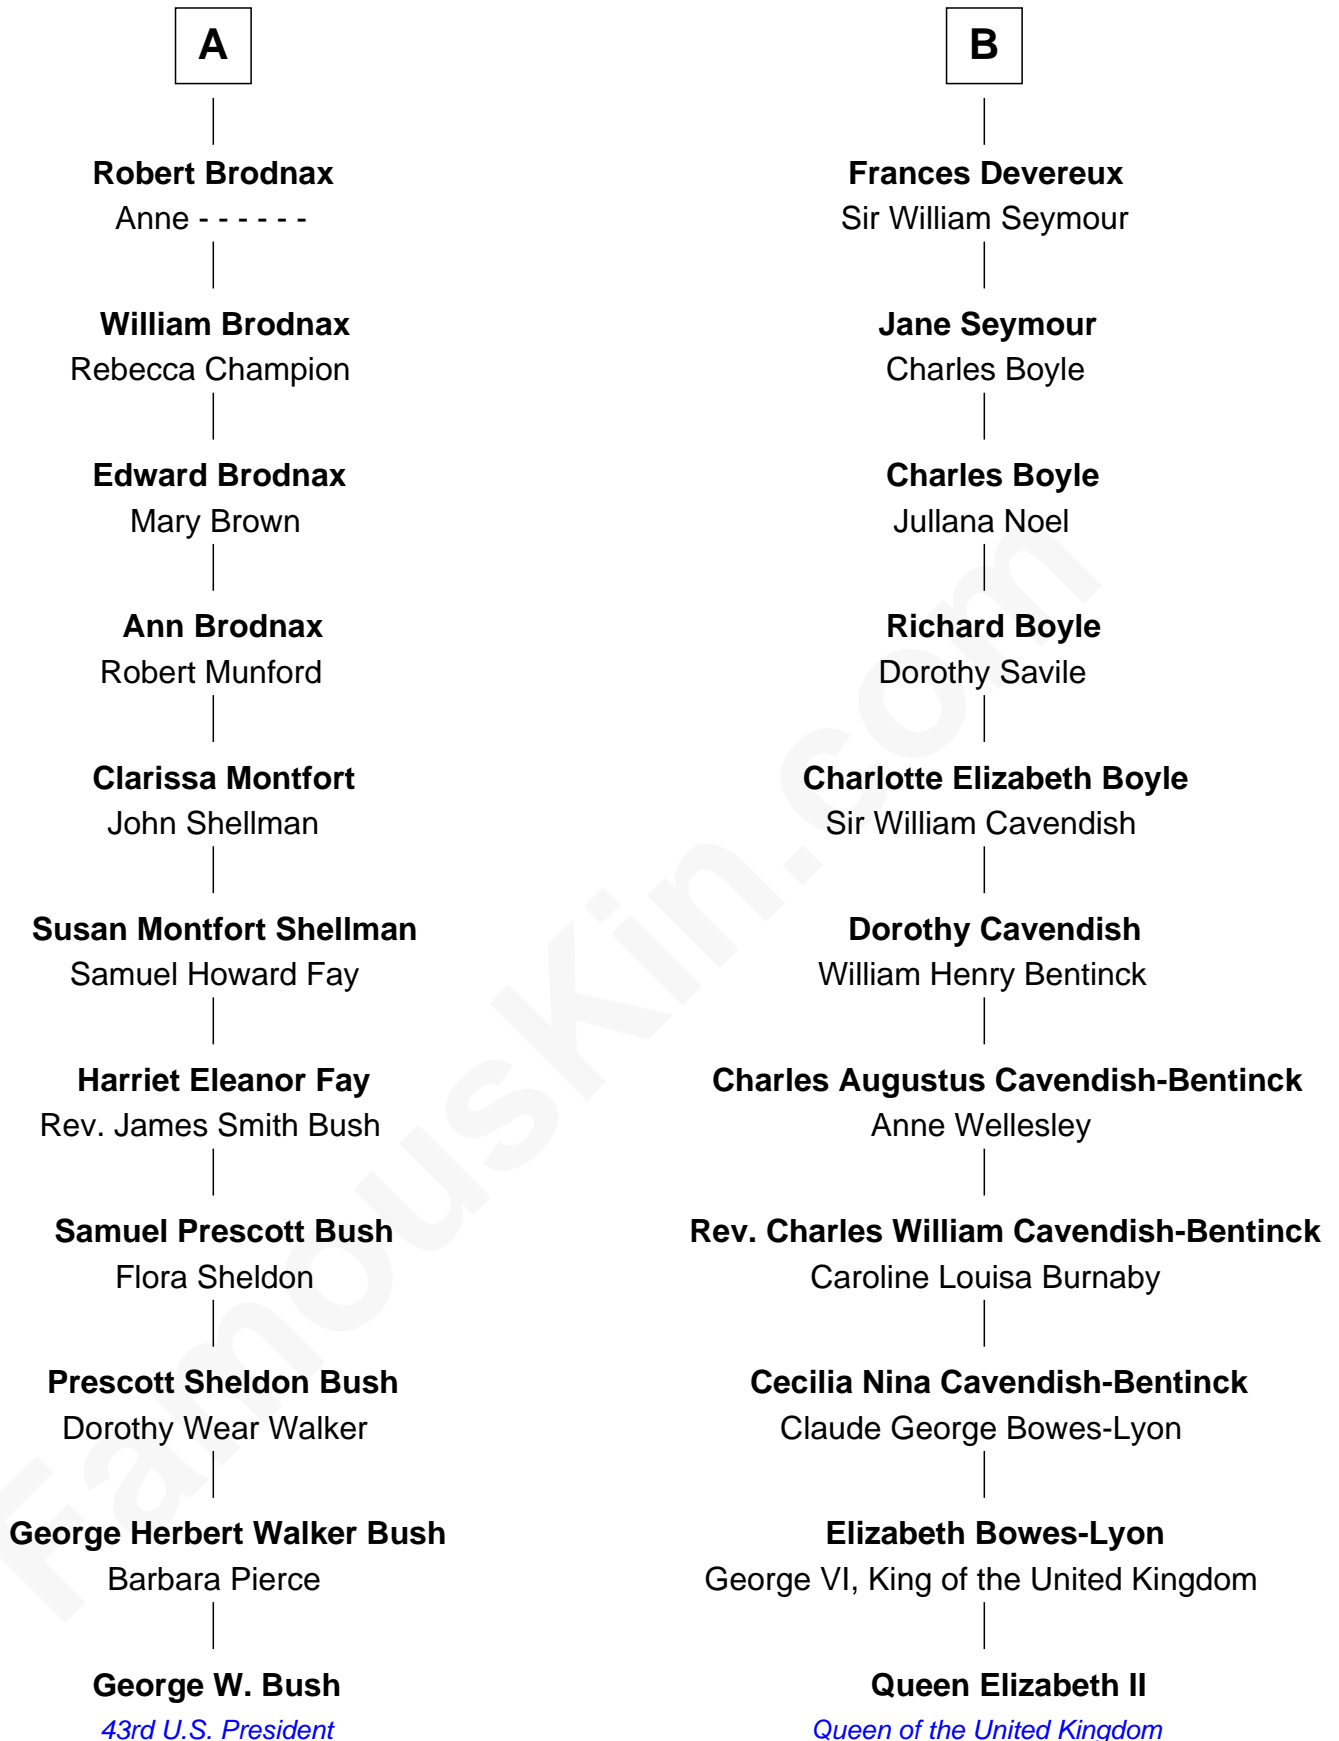 A
B
Robert Brodnax
Anne - - - - - -
Frances Devereux
Sir William Seymour
William Brodnax
Rebecca Champion
Jane Seymour
Charles Boyle
Edward Brodnax
Mary Brown
Charles Boyle
Jullana Noel
Ann Brodnax
Robert Munford
Richard Boyle
Dorothy Savile
Clarissa Montfort
John Shellman
Charlotte Elizabeth Boyle
Sir William Cavendish
Susan Montfort Shellman
Samuel Howard Fay
Dorothy Cavendish
William Henry Bentinck
Harriet Eleanor Fay
Rev. James Smith Bush
Charles Augustus Cavendish-Bentinck
Anne Wellesley
Samuel Prescott Bush
Flora Sheldon
Rev. Charles William Cavendish-Bentinck
Caroline Louisa Burnaby
Prescott Sheldon Bush
Dorothy Wear Walker
Cecilia Nina Cavendish-Bentinck
Claude George Bowes-Lyon
George Herbert Walker Bush
Barbara Pierce
Elizabeth Bowes-Lyon
George VI, King of the United Kingdom
George W. Bush
43rd U.S. President
Queen Elizabeth II
Queen of the United Kingdom
FamousKin.com